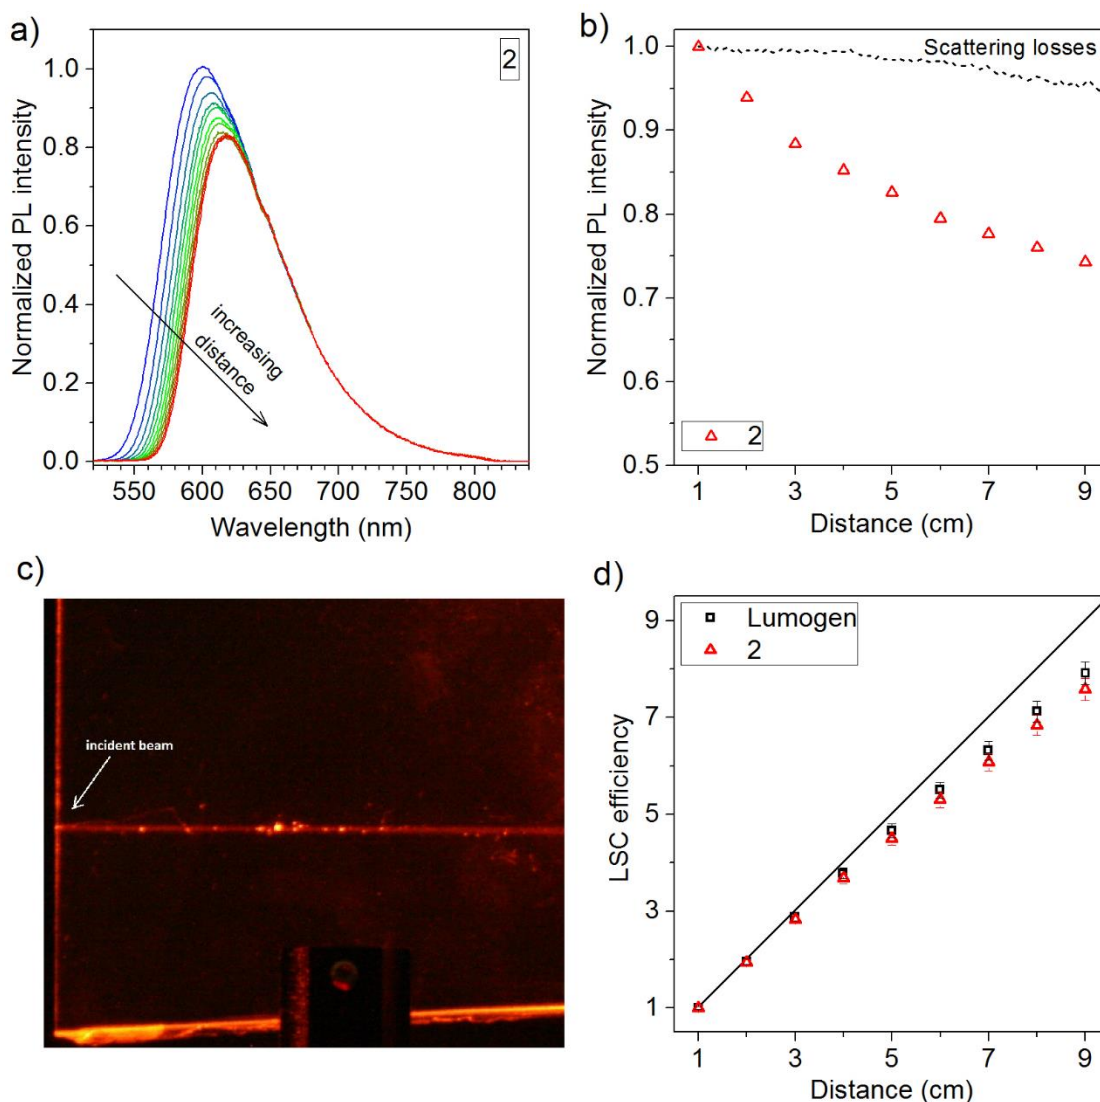 a)
2
1.0
0.8
0.6
0.4
0.2
0.0
Normalized PL intensity
increasing
distance
550 600 650 700 750 800
Wavelength (nm)
b)
Scattering losses
1.0
0.9
0.8
0.7
0.6
0.5
Normalized PL intensity
2
1 3 5 7 9
Distance (cm)
c)
incident beam
d)
Lumogen
2
9
7
5
3
1
LSC efficiency
1 3 5 7 9
Distance (cm)